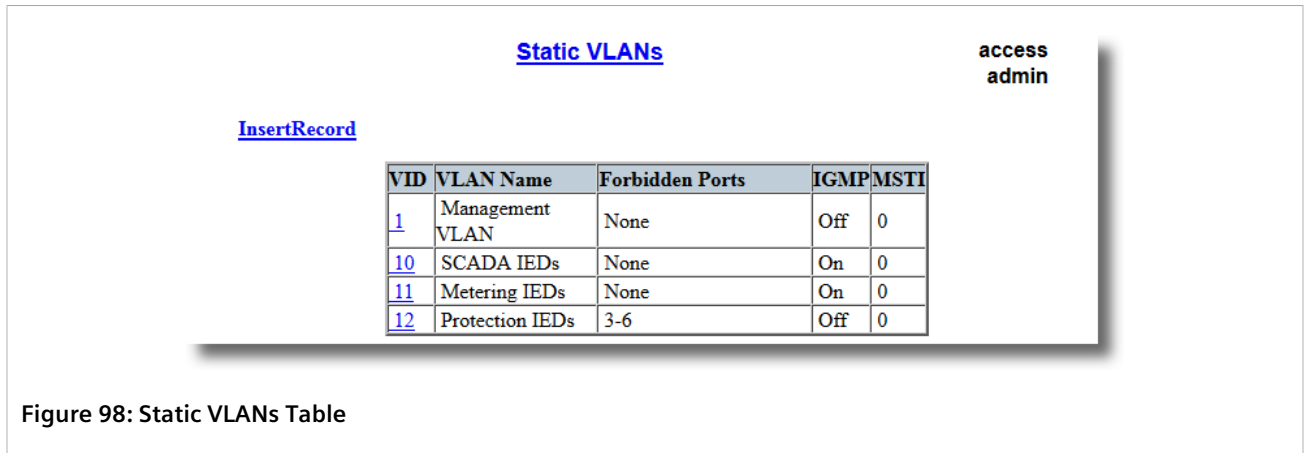 Static VLANs
access
admin
InsertRecord
VID VLAN Name Forbidden Ports IGMP MSTI
1 Management VLAN None Off 0
10 SCADA IEDs None On 0
11 Metering IEDs None On 0
12 Protection IEDs 3-6 Off 0
Figure 98: Static VLANs Table